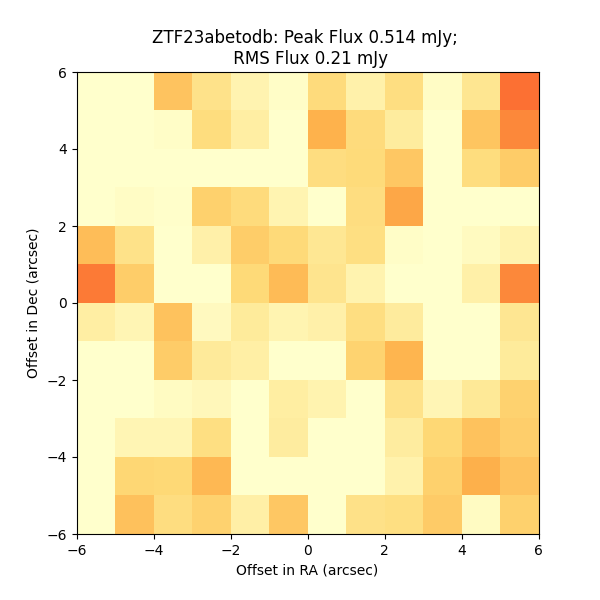 ZTF23abetodb: Peak Flux 0.514 mJy;
RMS Flux 0.21 mJy
6
4
2
0
−2
−4
−6
Offset in Dec (arcsec)
−6 −4 −2 0 2 4 6
Offset in RA (arcsec)